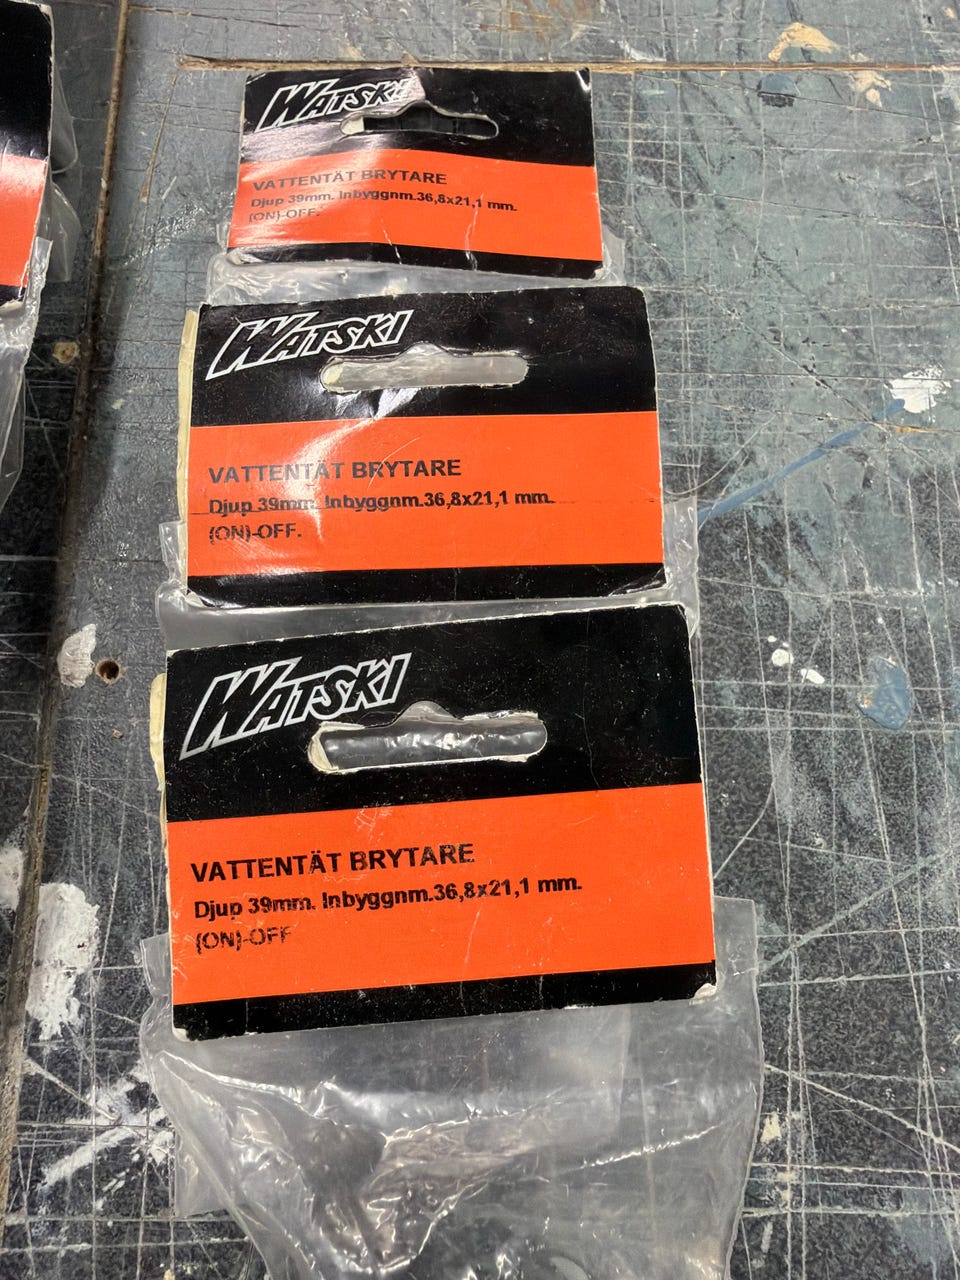 WATSKI
VATTENTÄT BRYTARE
Djup 39mm. Inbyggnm.36,8x21,1 mm.
(ON)-OFF.
WATSKI
VATTENTÄT BRYTARE
Djup 39mm. Inbyggnm.36,8x21,1 mm.
(ON)-OFF.
WATSKI
VATTENTÄT BRYTARE
Djup 39mm. Inbyggnm.36,8x21,1 mm.
(ON)-OFF